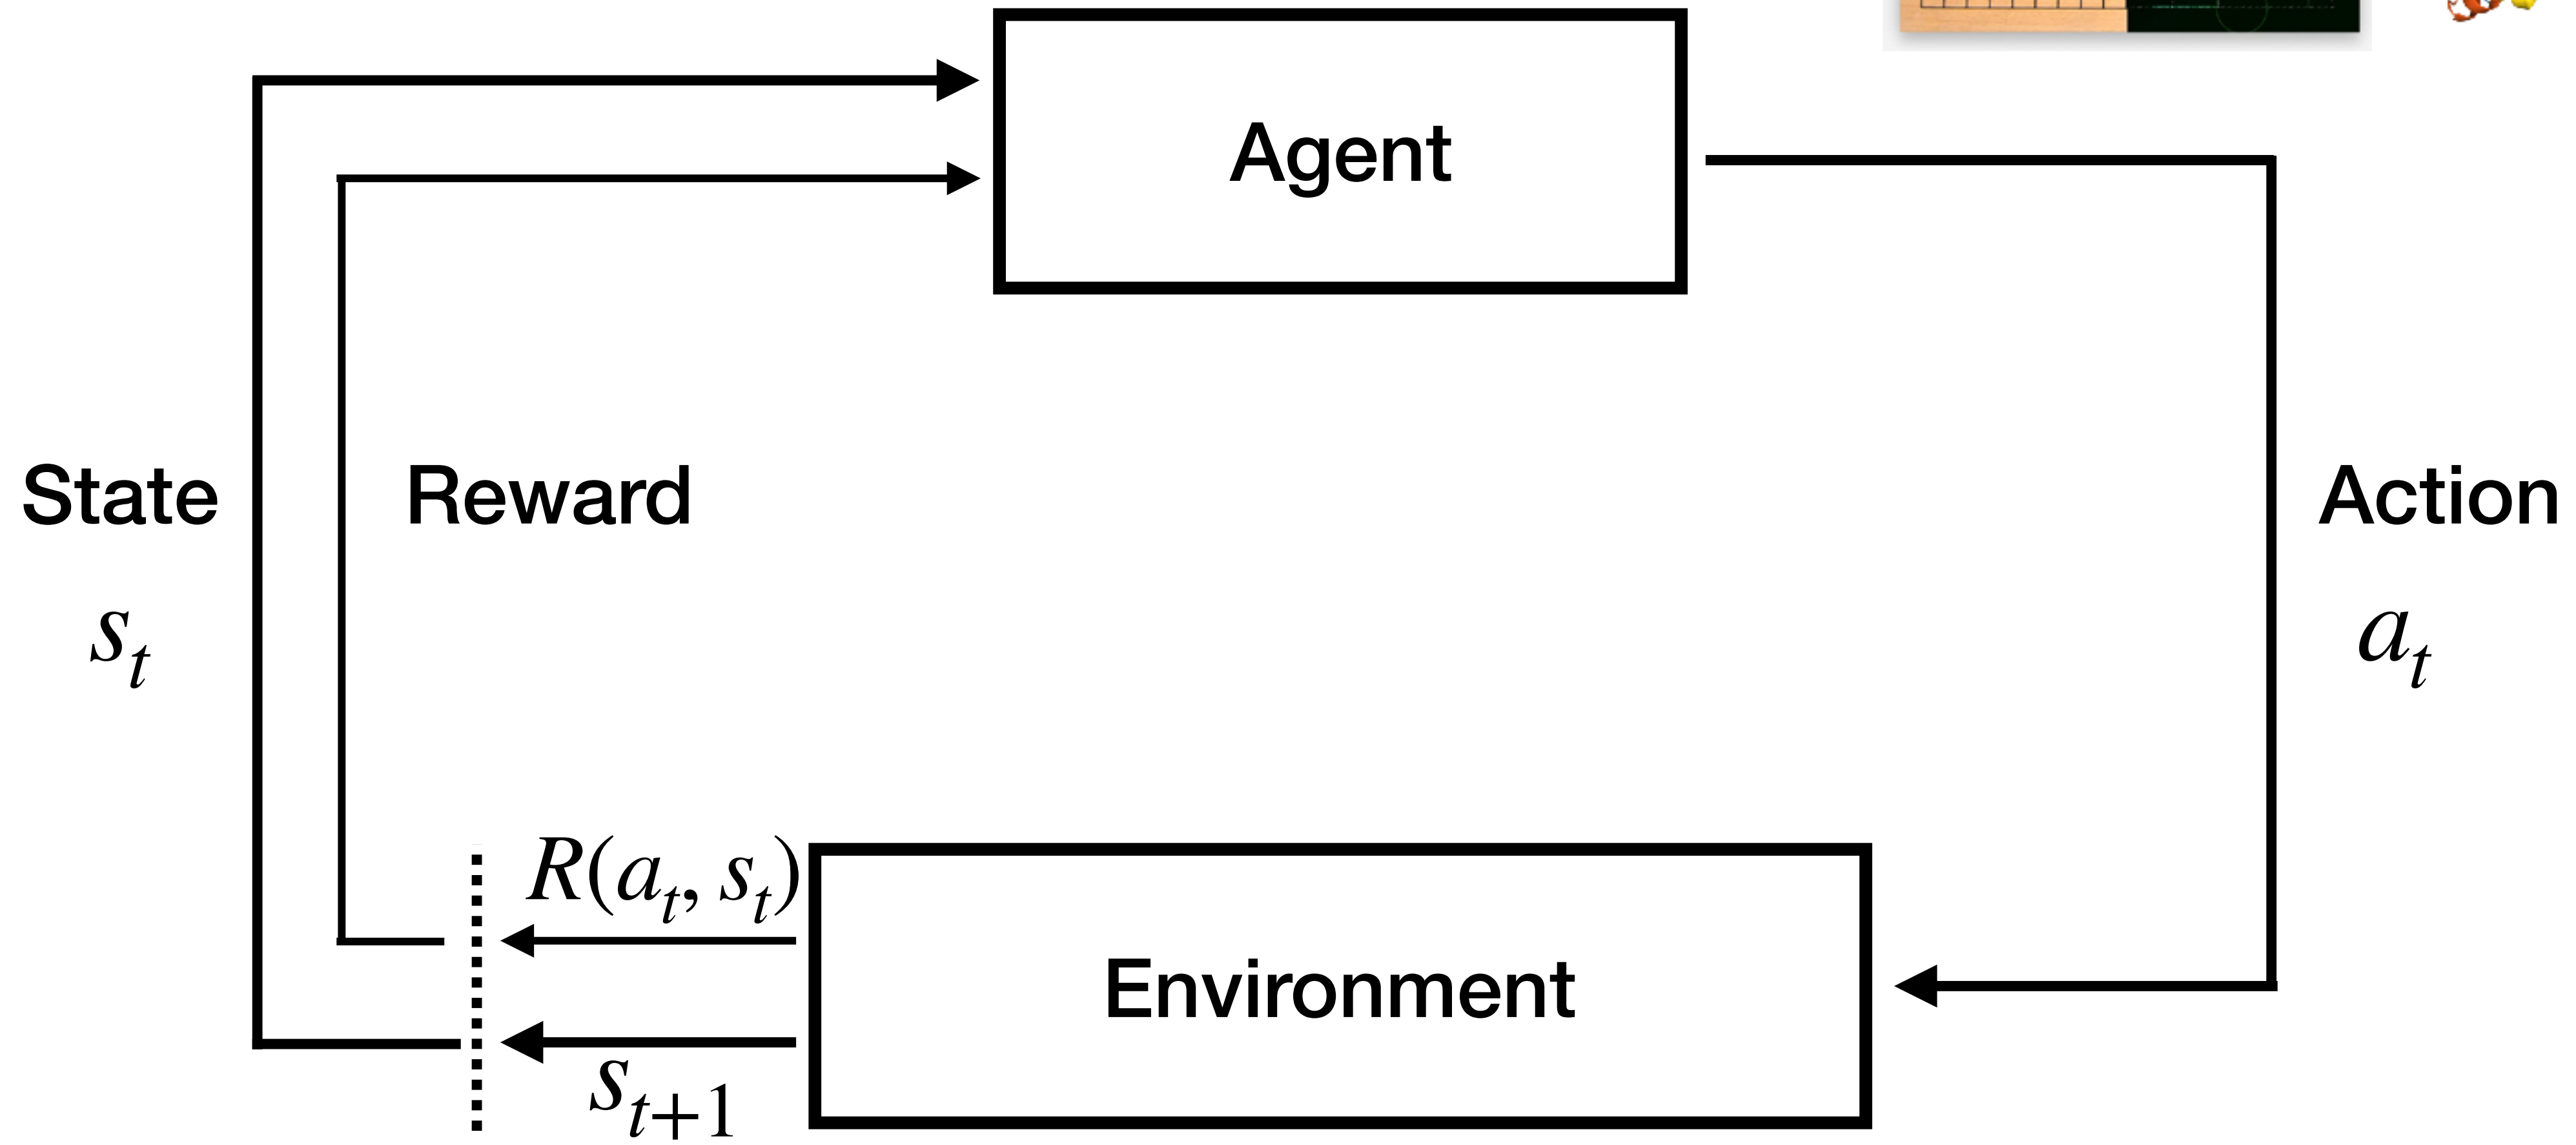 Agent
State
Reward
Action
s_t
a_t
R(a_t, s_t)
Environment
s_{t+1}